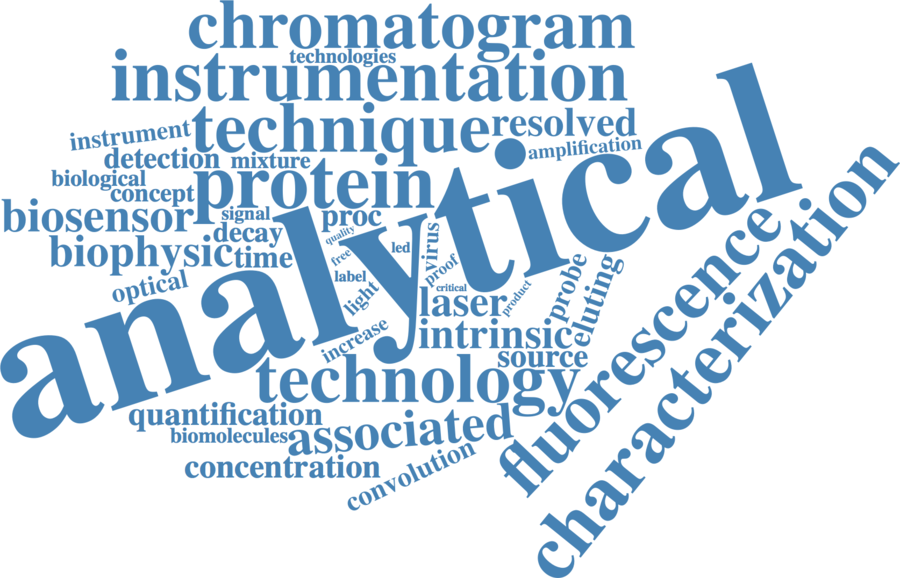 chromatogram
technologies
instrumentation
instrument
technique
resolved
amplification
detection
mixture
biological
concept
protein
biosensor
signal
proc
decay
quality
biophysic
time
free
led
virus
analytical
optical
label
light
proof
critical
product
laser
probe
eluting
increase
intrinsic
source
fluorescence
characterization
technology
quantification
biomolecules
associated
concentration
convolution